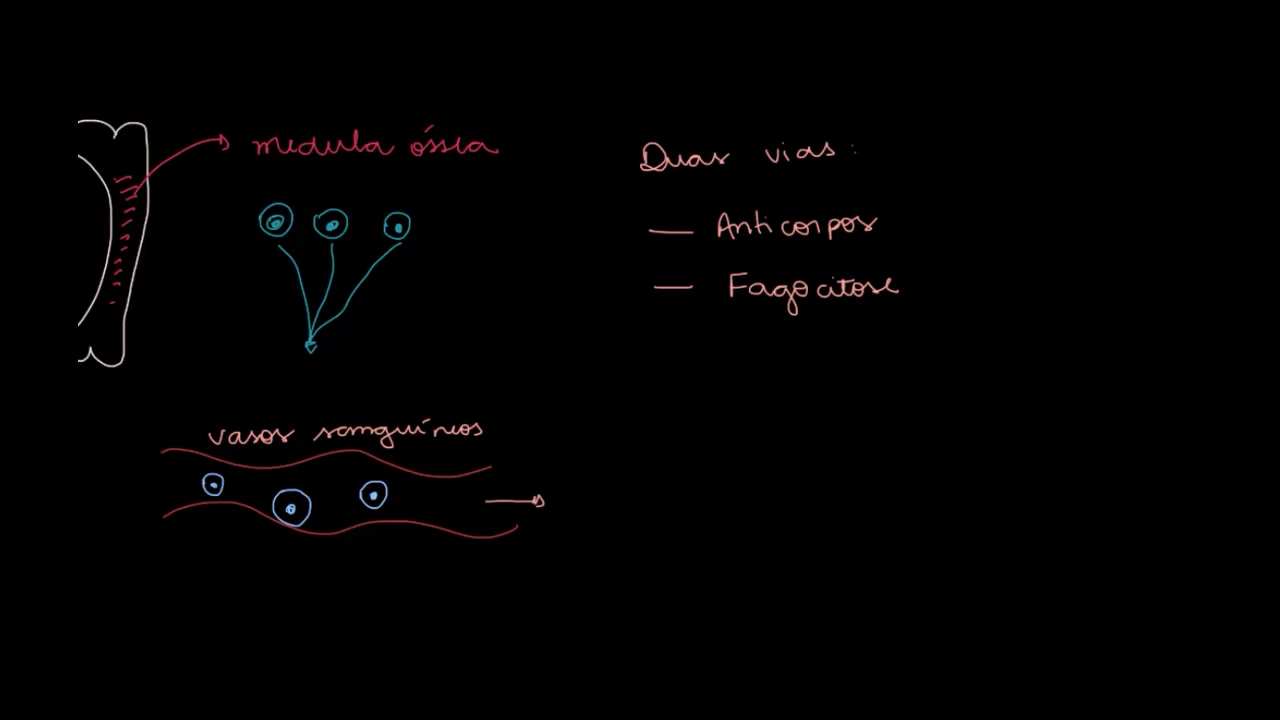 medula óssea
Duas vias:
— Anticorpos
— Fagocitose
vasos sanguíneos